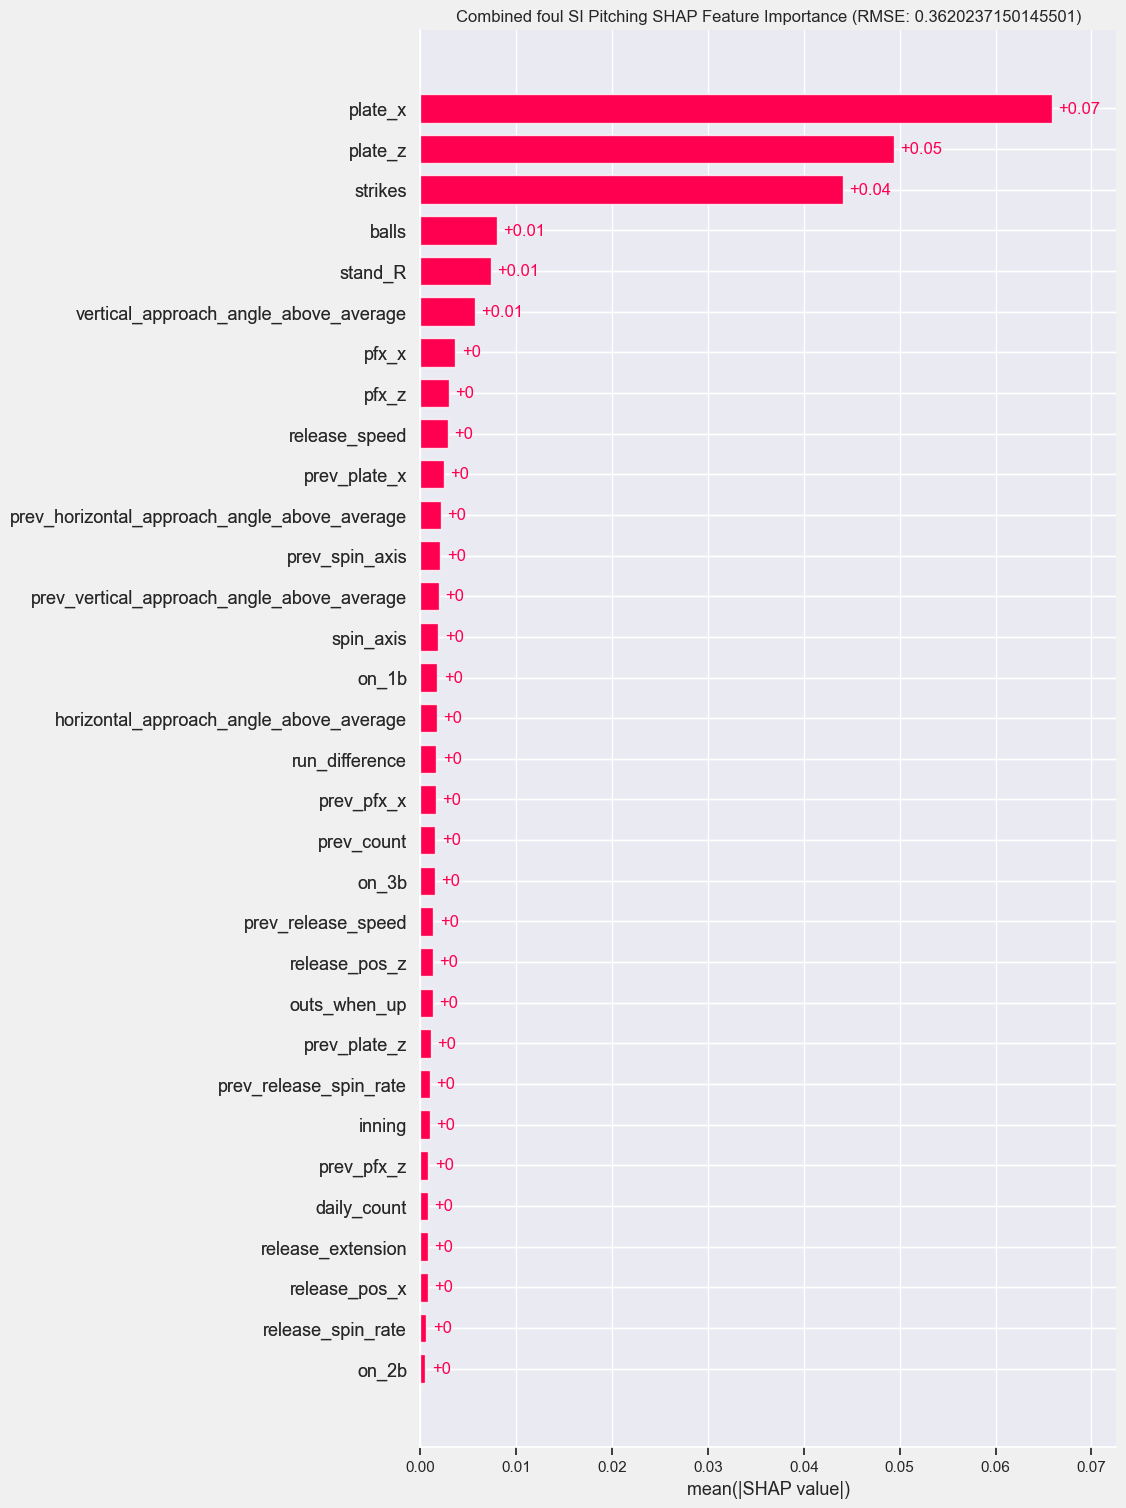 Combined foul SI Pitching SHAP Feature Importance (RMSE: 0.3620237150145501)
plate_x +0.07
plate_z +0.05
strikes +0.04
balls +0.01
stand_R +0.01
vertical_approach_angle_above_average +0.01
pfx_x +0
pfx_z +0
release_speed +0
prev_plate_x +0
prev_horizontal_approach_angle_above_average +0
prev_spin_axis +0
prev_vertical_approach_angle_above_average +0
spin_axis +0
on_1b +0
horizontal_approach_angle_above_average +0
run_difference +0
prev_pfx_x +0
prev_count +0
on_3b +0
prev_release_speed +0
release_pos_z +0
outs_when_up +0
prev_plate_z +0
prev_release_spin_rate +0
inning +0
prev_pfx_z +0
daily_count +0
release_extension +0
release_pos_x +0
release_spin_rate +0
on_2b +0
0.00 0.01 0.02 0.03 0.04 0.05 0.06 0.07
mean(|SHAP value|)